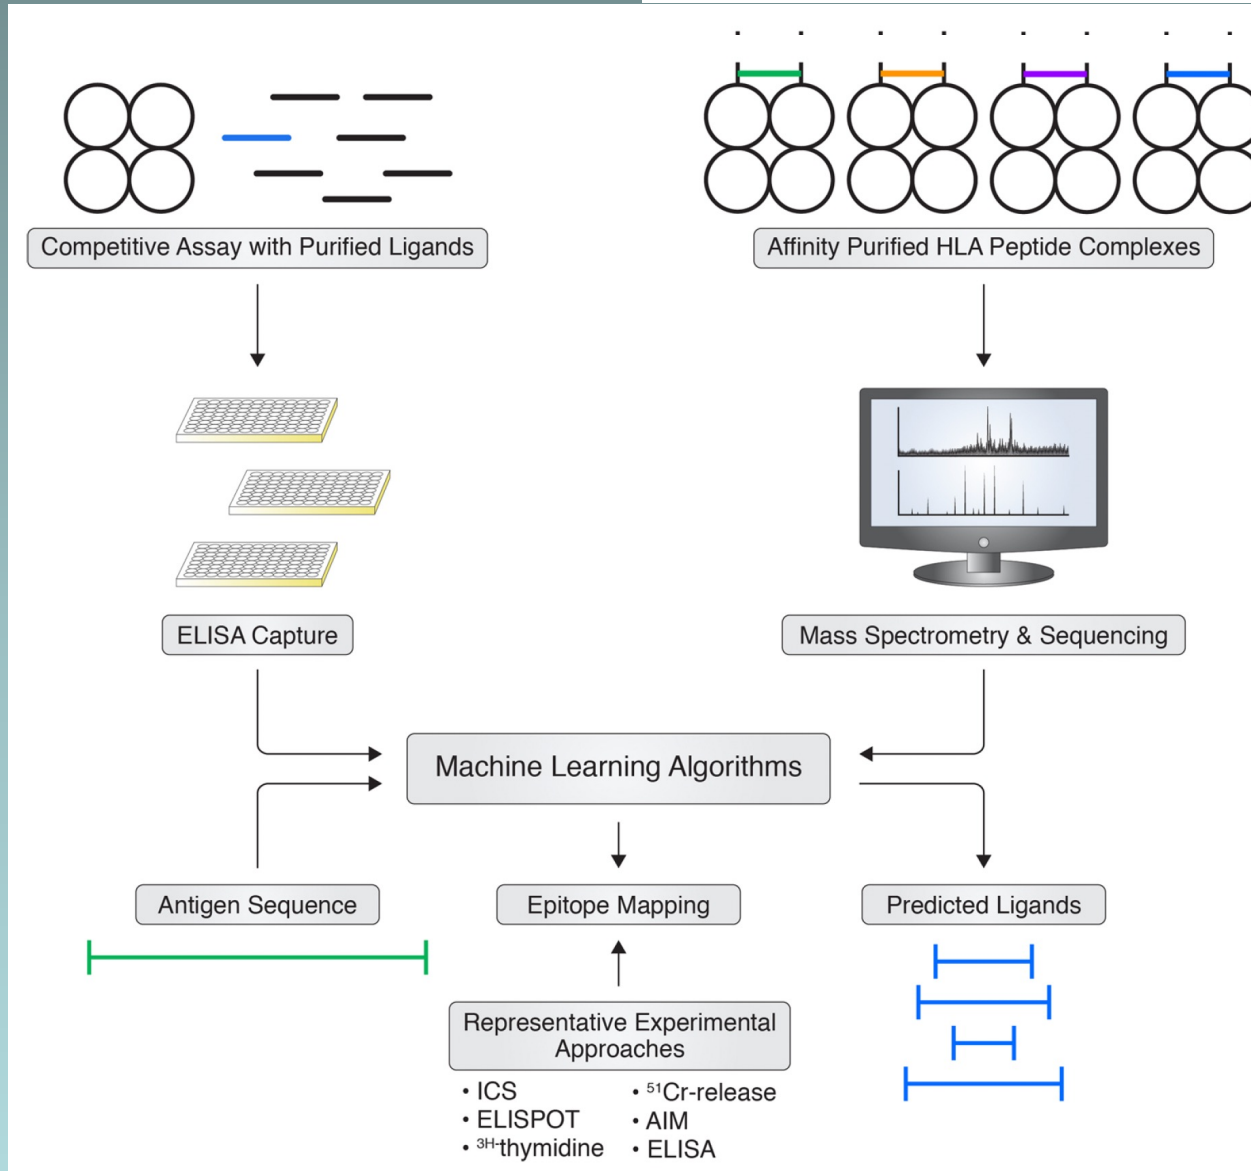 Competitive Assay with Purified Ligands
Affinity Purified HLA Peptide Complexes
ELISA Capture
Mass Spectrometry & Sequencing
Machine Learning Algorithms
Antigen Sequence
Epitope Mapping
Predicted Ligands
Representative Experimental
Approaches
• ICS
• ELISPOT
• ³ᴴ-thymidine
• ⁵¹Cr-release
• AIM
• ELISA